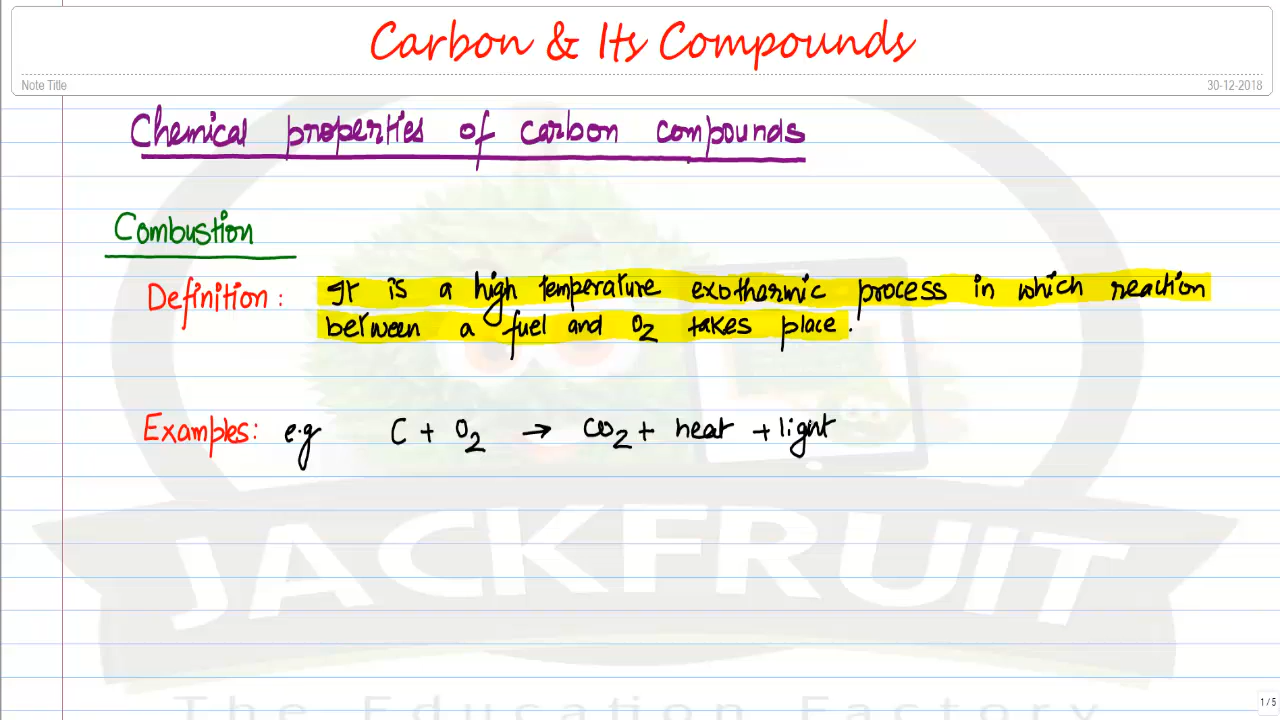 Carbon & Its Compounds
Note Title
30-12-2018
Chemical properties of carbon compounds
Combustion
Definition: It is a high temperature exothermic process in which reaction
between a fuel and O2 takes place.
Examples: e.g C + O2 → CO2 + heat + light
JACKFRUIT
The Education Factory
1/5